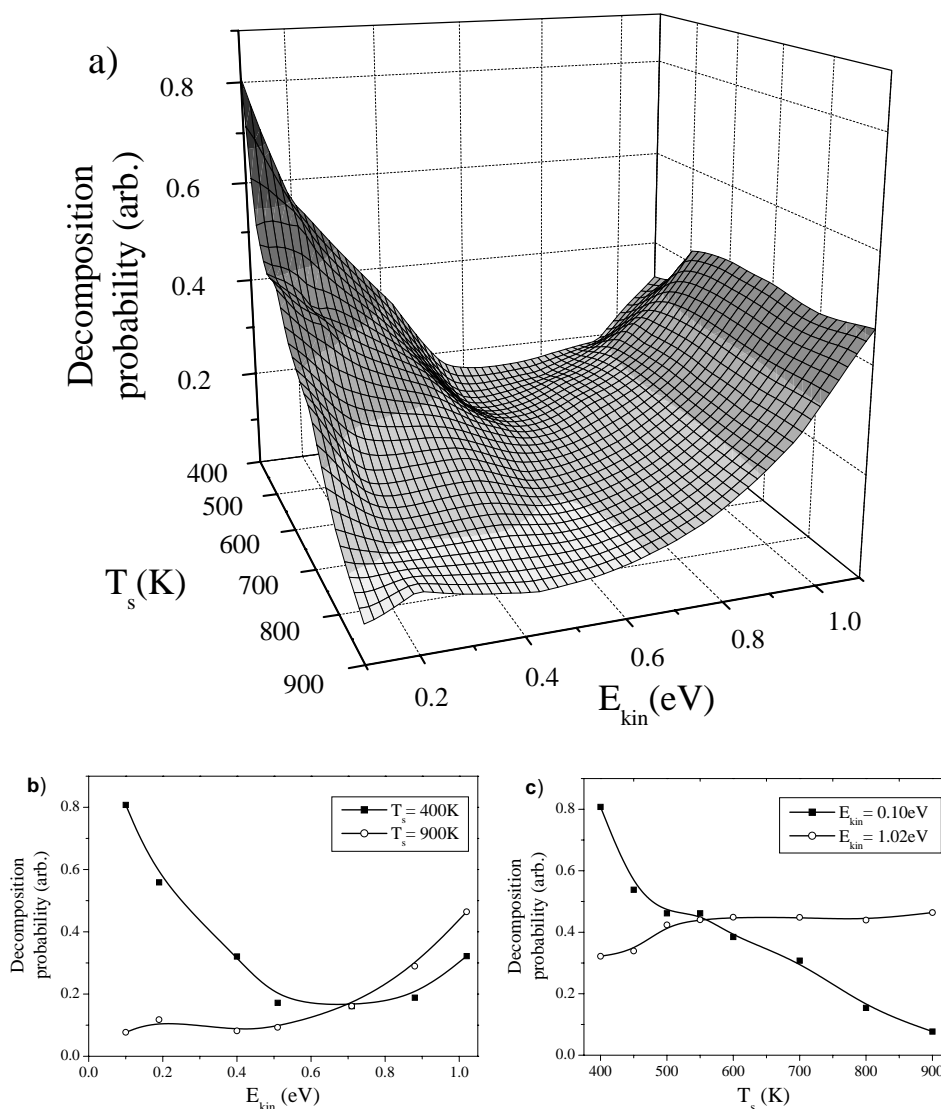 a)
Decomposition
probability (arb.)
0.8
0.6
0.4
0.2
400
500
600
700
800
900
T_s (K)
0.2
0.4
0.6
0.8
1.0
E_kin (eV)
b)
Decomposition
probability (arb.)
0.8
0.6
0.4
0.2
0.0
T_s = 400K
T_s = 900K
0.0 0.2 0.4 0.6 0.8 1.0
E_kin (eV)
c)
Decomposition
probability (arb.)
0.8
0.6
0.4
0.2
0.0
E_kin = 0.10eV
E_kin = 1.02eV
400 500 600 700 800 900
T_s (K)